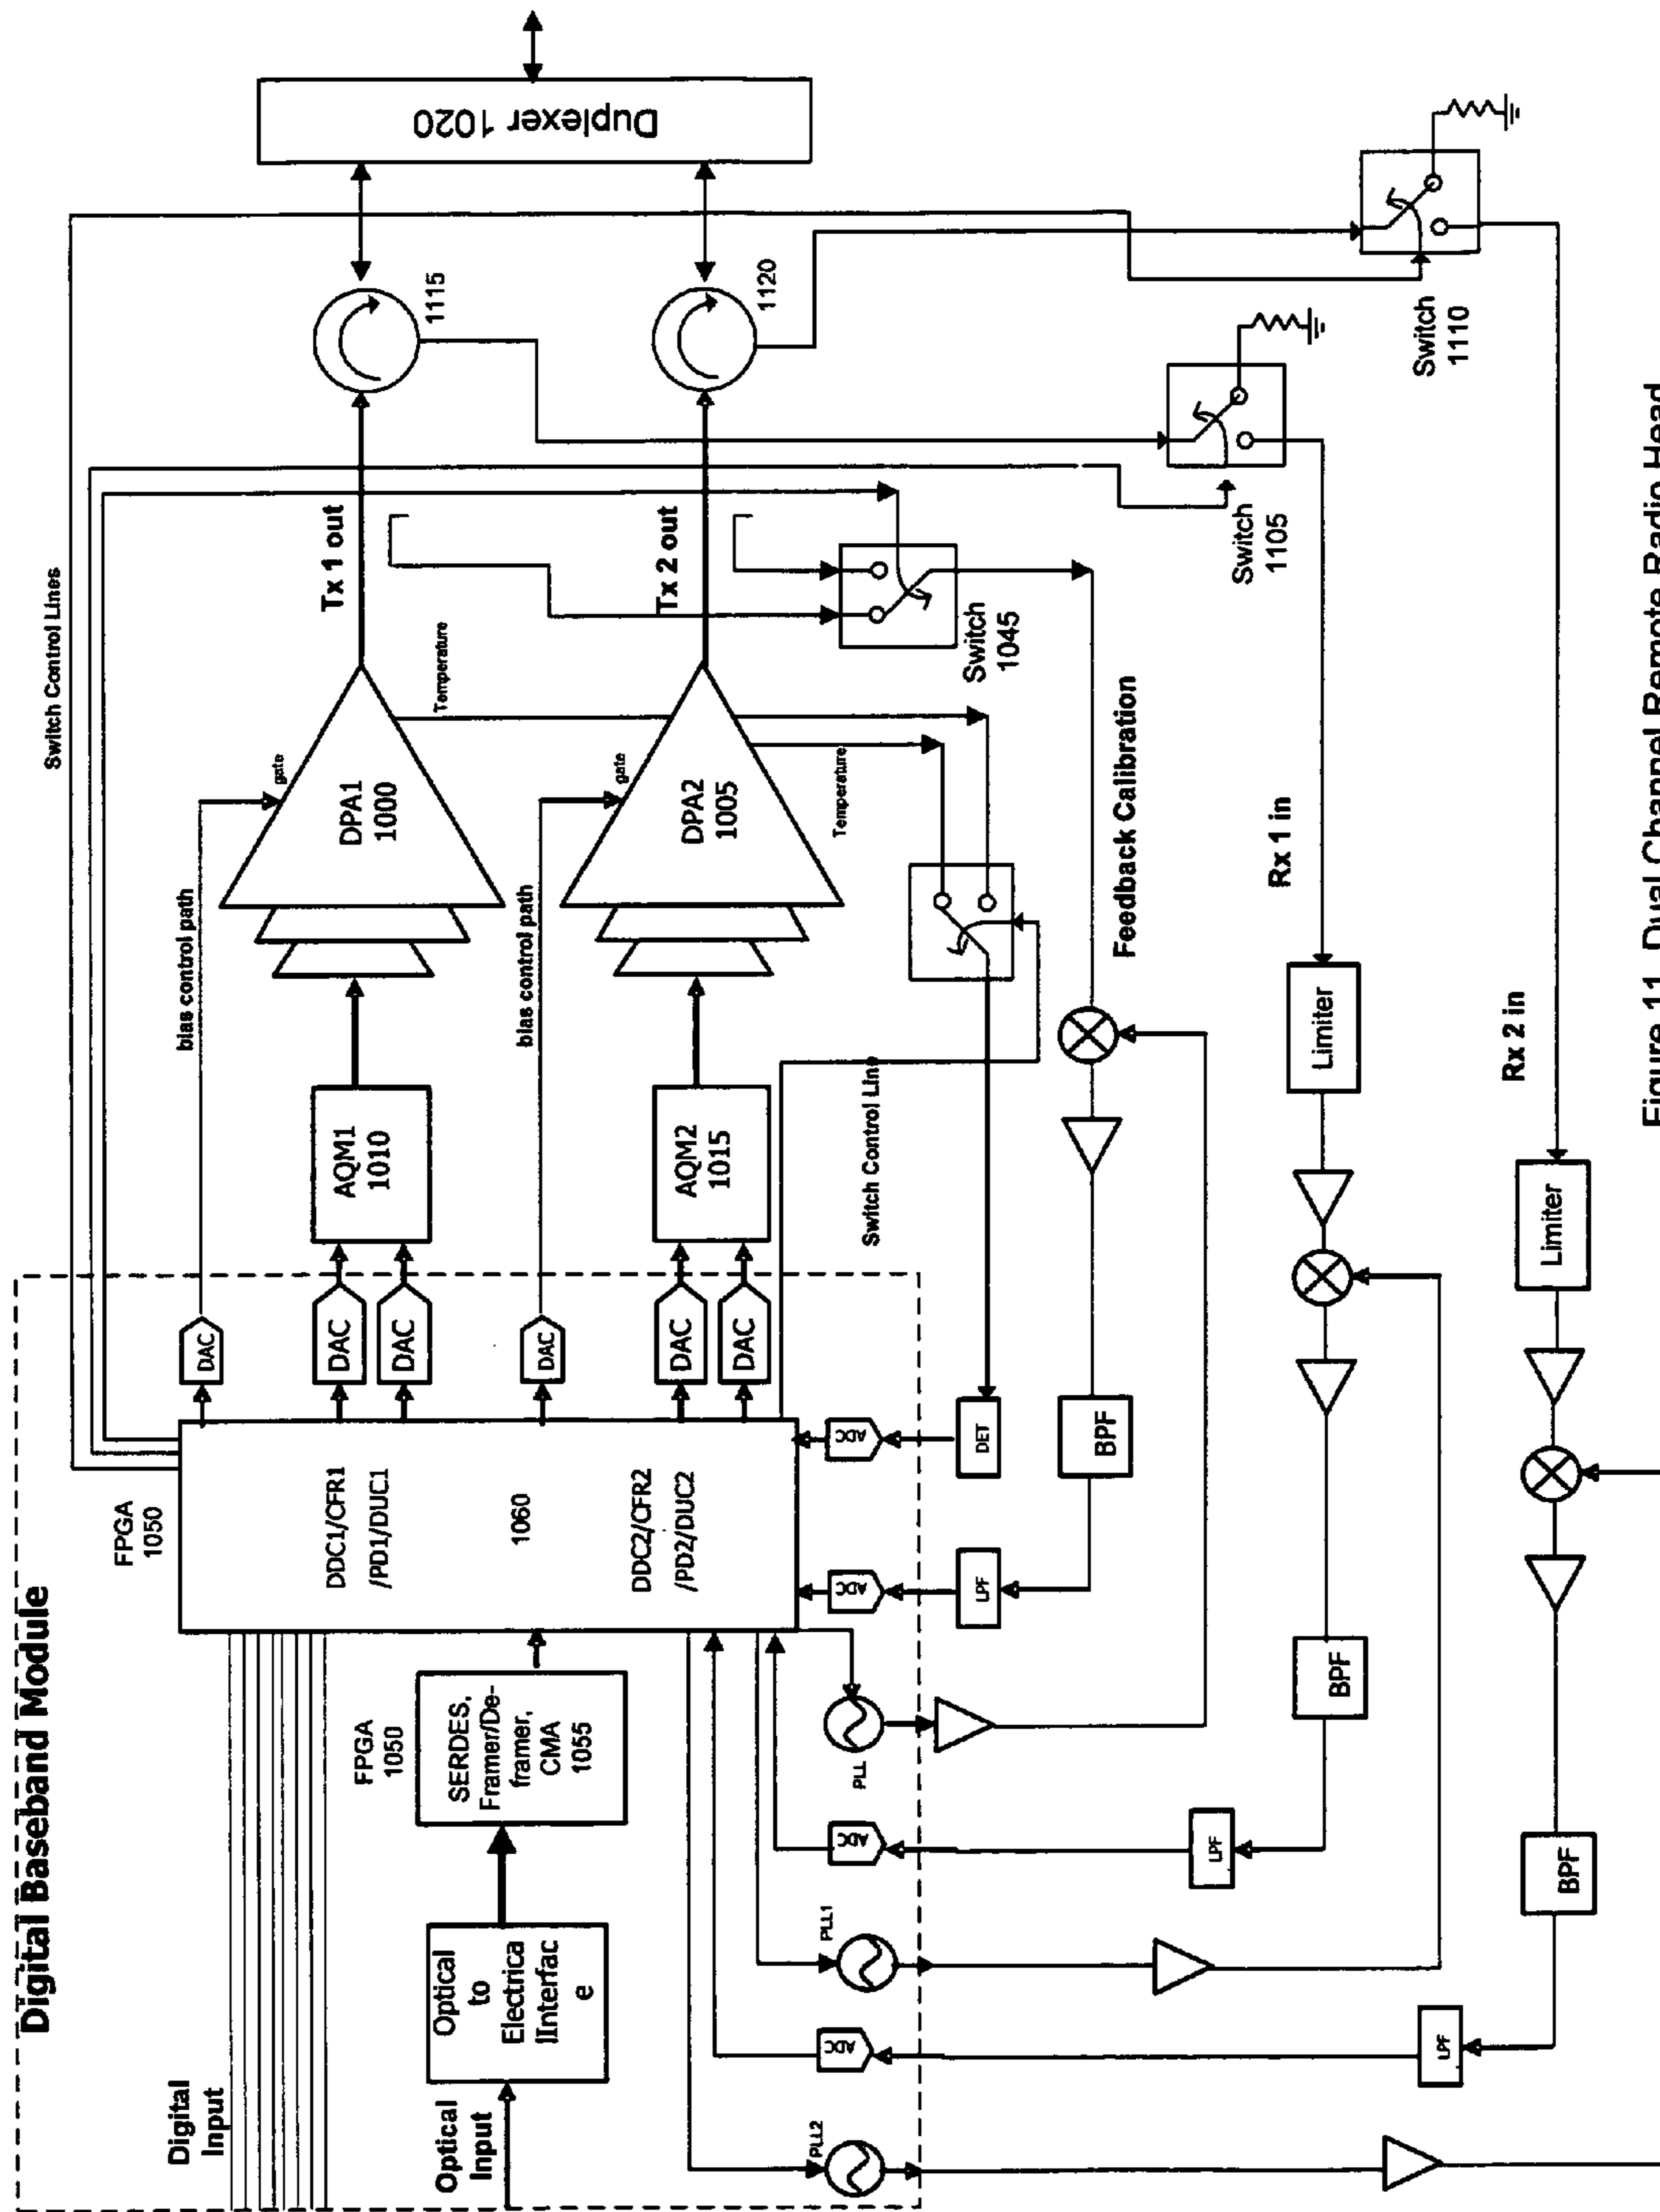 Digital Baseband Module
Digital
Input
Optical
Input
Optical
to
Electrica
lInterfac
e
FPGA
1050
SERDES,
Framer/De-
framer,
CMA
1055
FPGA
1050
DDC1/CFR1
/PD1/DUC1
1060
DDC2/CFR2
/PD2/DUC2
DAC
DAC
DAC
DAC
DAC
DAC
Switch Control Lines
bias control path
bias control path
AQM1
1010
AQM2
1015
gate
DPA1
1000
Temperature
gate
DPA2
1005
Temperature
Tx 1 out
Tx 2 out
1115
1120
Duplexer 1020
Switch
1045
Switch
1105
Switch
1110
Switch Control Line
Feedback Calibration
ADC
DET
ADC
LPF
BPF
PLL
Rx 1 in
Limiter
BPF
LPF
ADC
PLL1
Rx 2 in
Limiter
BPF
LPF
ADC
PLL2
Figure 11. Dual Channel Remote Radio Head